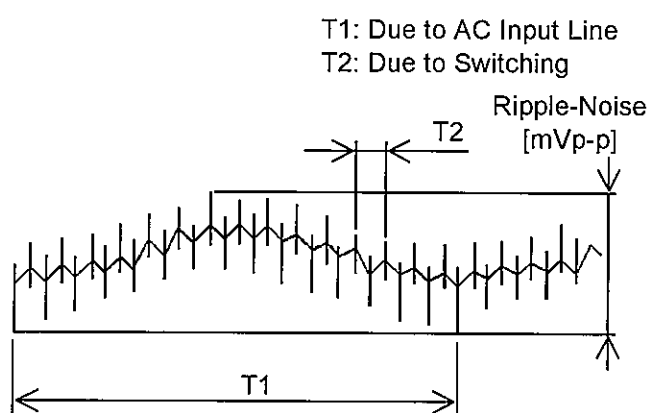 T1: Due to AC Input Line
T2: Due to Switching
Ripple-Noise
[mVp-p]
T2
T1